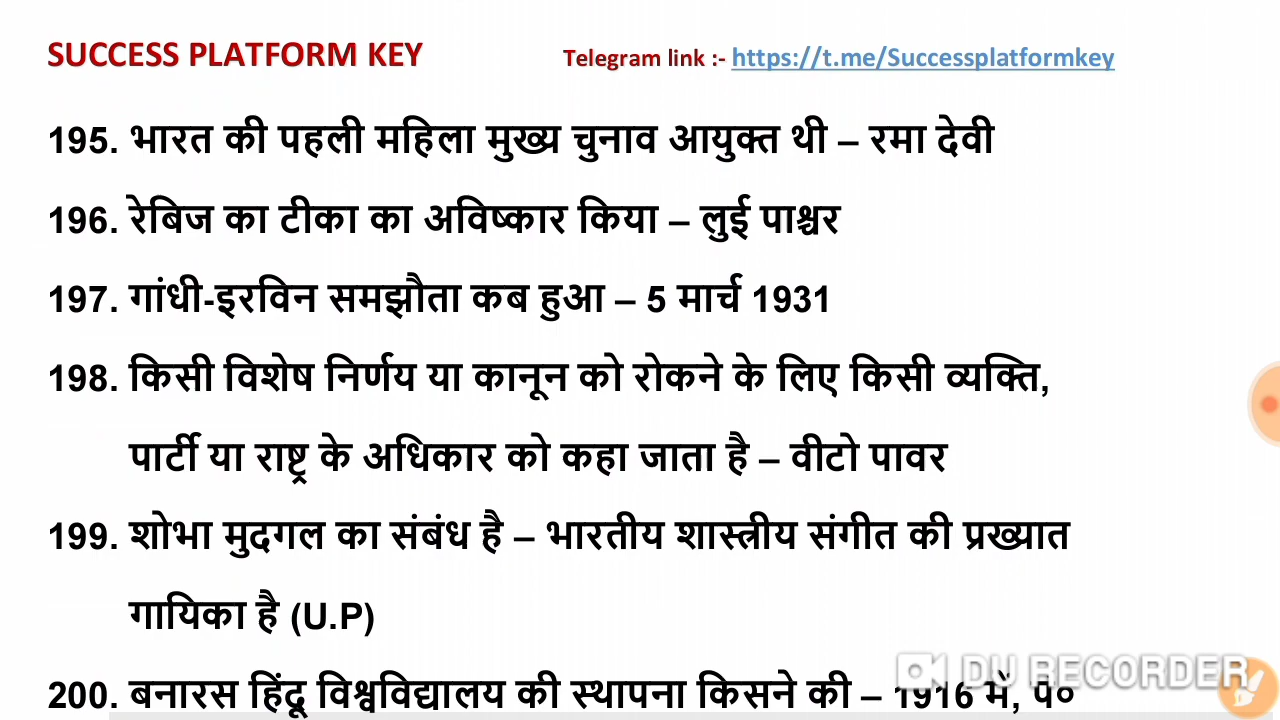 SUCCESS PLATFORM KEY Telegram link :- https://t.me/Successplatformkey
195. भारत की पहली महिला मुख्य चुनाव आयुक्त थी – रमा देवी
196. रेबिज का टीका का अविष्कार किया – लुई पाश्चर
197. गांधी-इरविन समझौता कब हुआ – 5 मार्च 1931
198. किसी विशेष निर्णय या कानून को रोकने के लिए किसी व्यक्ति,
पार्टी या राष्ट्र के अधिकार को कहा जाता है – वीटो पावर
199. शोभा मुदगल का संबंध है – भारतीय शास्त्रीय संगीत की प्रख्यात
गायिका है (U.P)
200. बनारस हिंदू विश्वविद्यालय की स्थापना किसने की – 1916 में, पं०
DU RECORDER